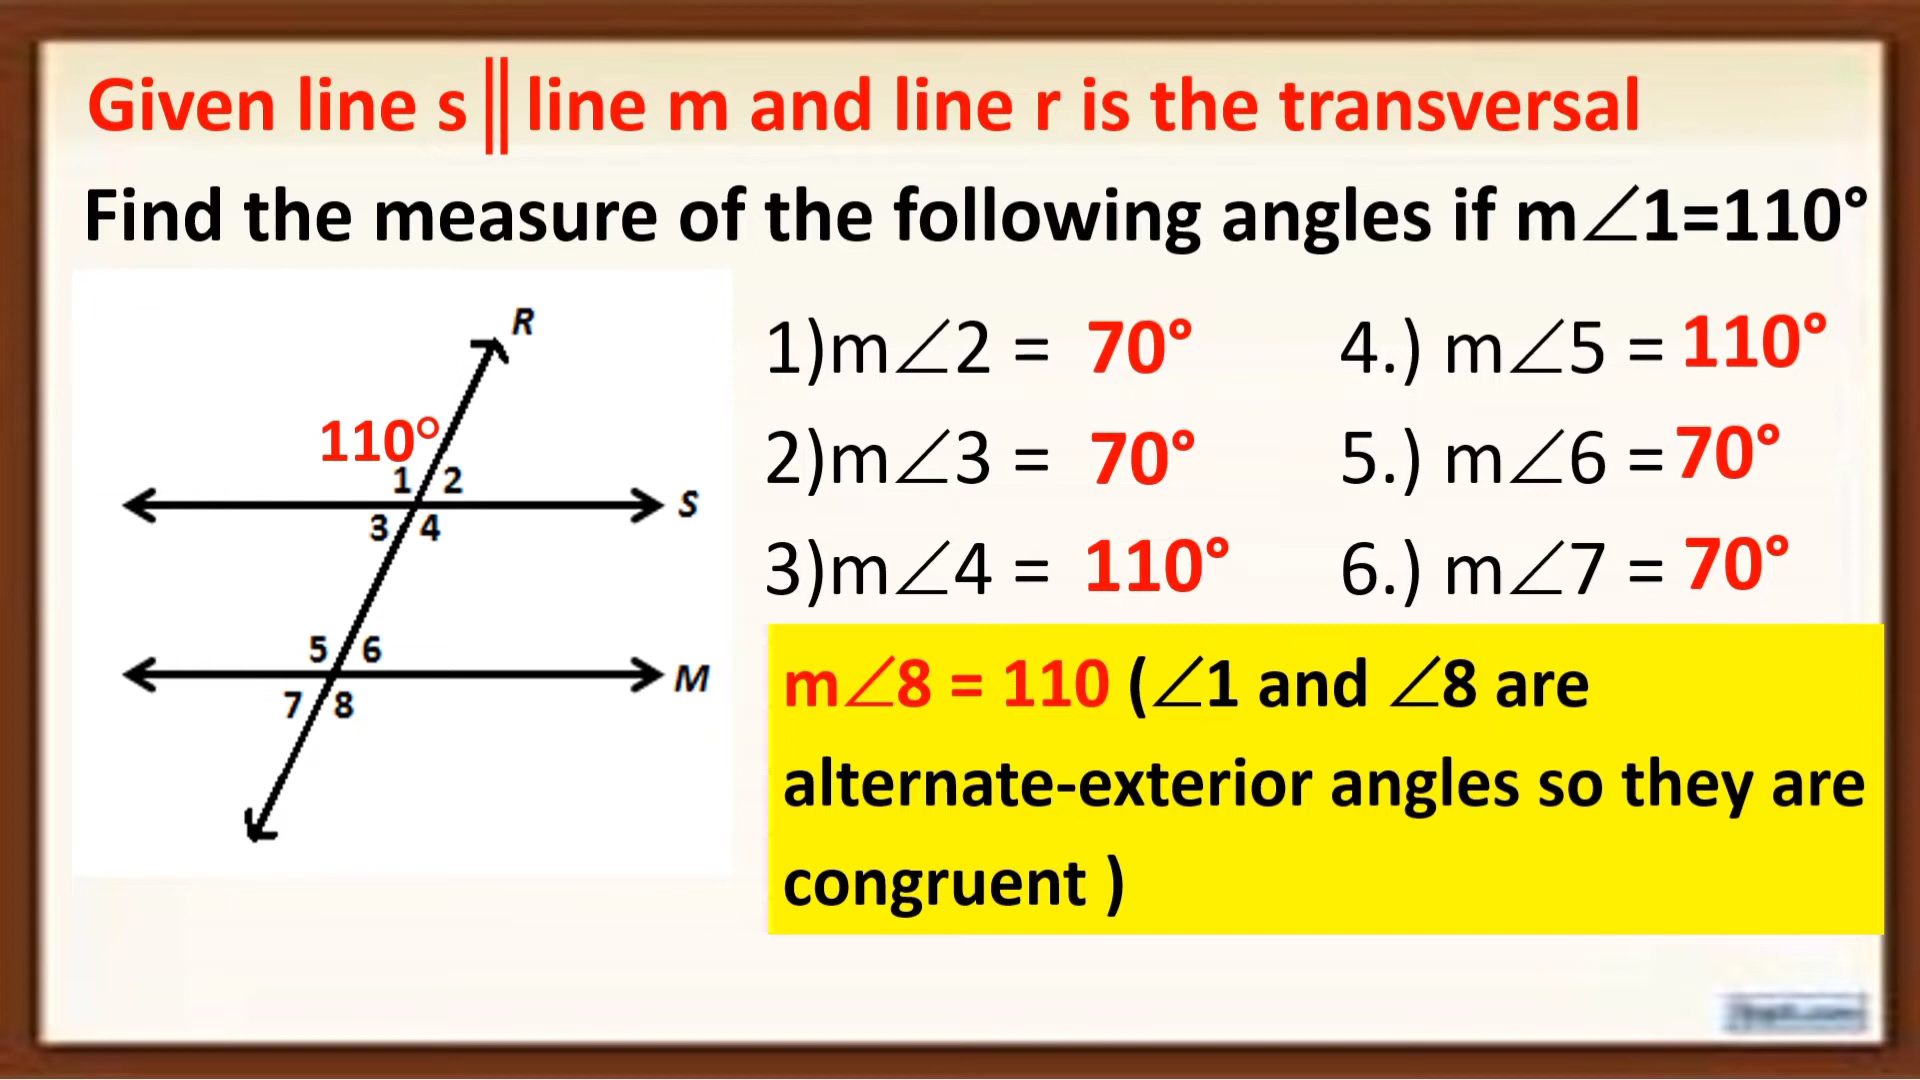 Given line s || line m and line r is the transversal
Find the measure of the following angles if m∠1=110°
R
110°
1 2
S
3 4
5 6
M
7 8
1)m∠2 = 70°
2)m∠3 = 70°
3)m∠4 = 110°
4.) m∠5 = 110°
5.) m∠6 = 70°
6.) m∠7 = 70°
m∠8 = 110 (∠1 and ∠8 are
alternate-exterior angles so they are
congruent )